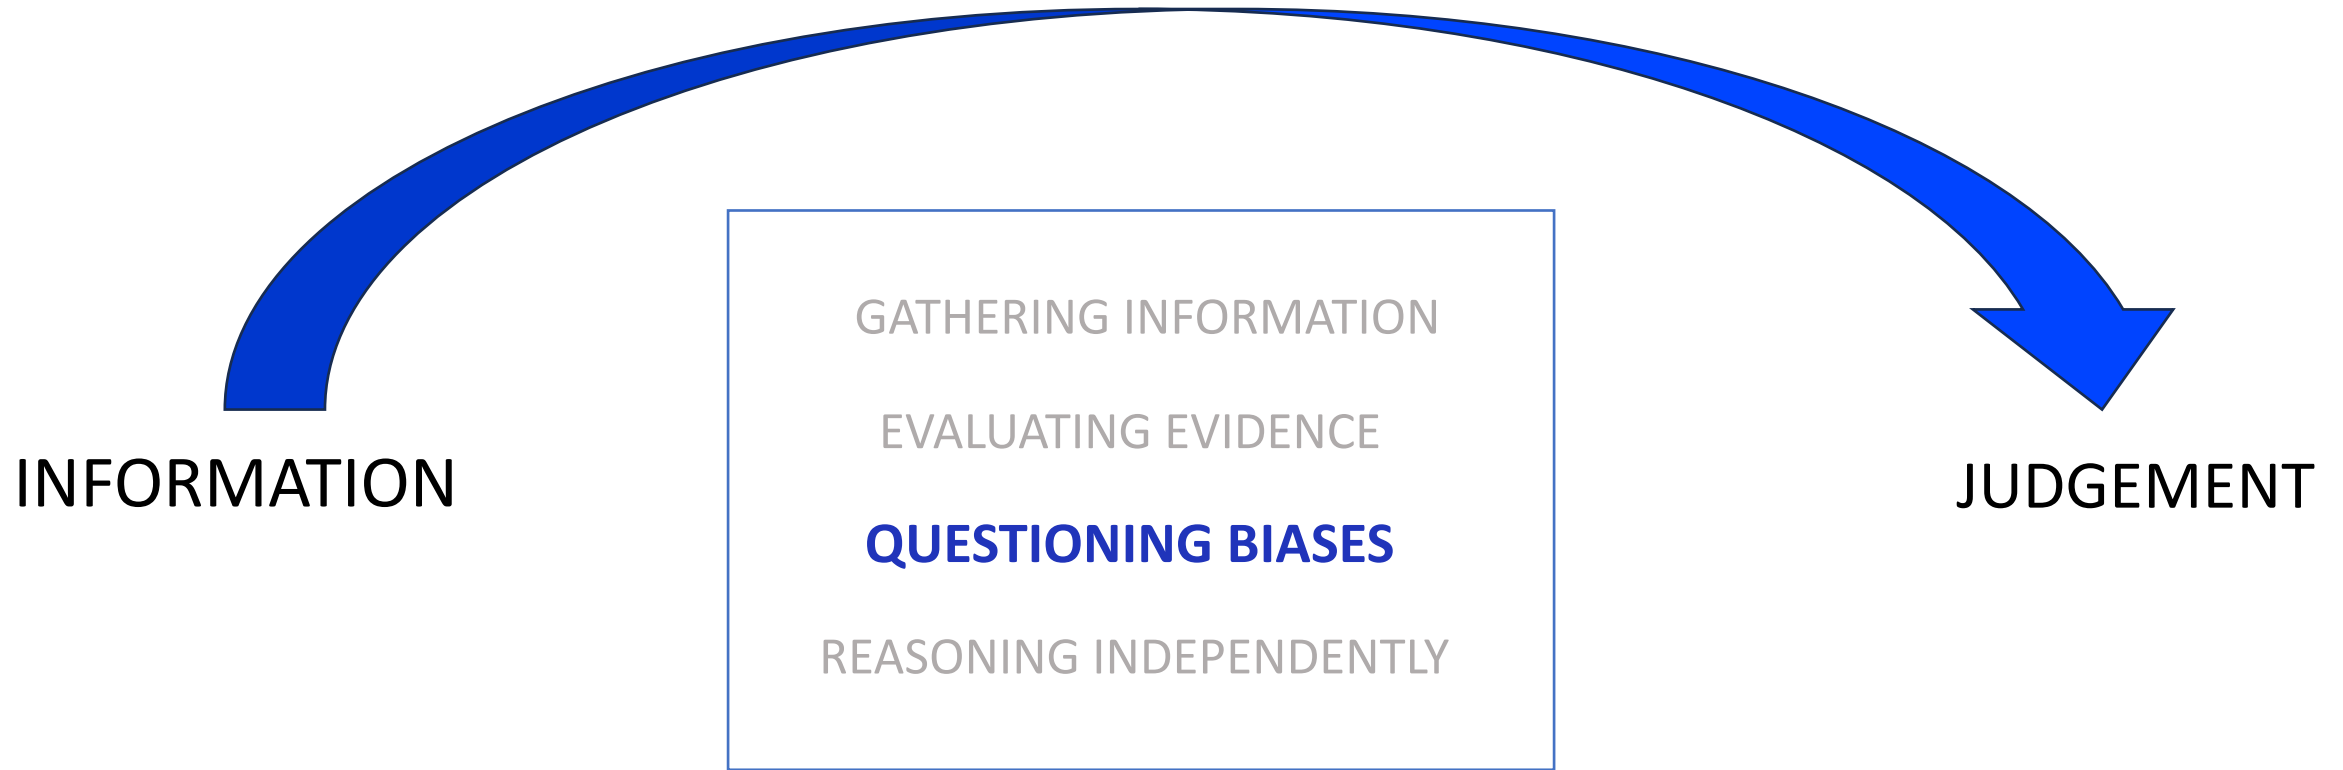 GATHERING INFORMATION
EVALUATING EVIDENCE
INFORMATION
JUDGEMENT
QUESTIONING BIASES
REASONING INDEPENDENTLY